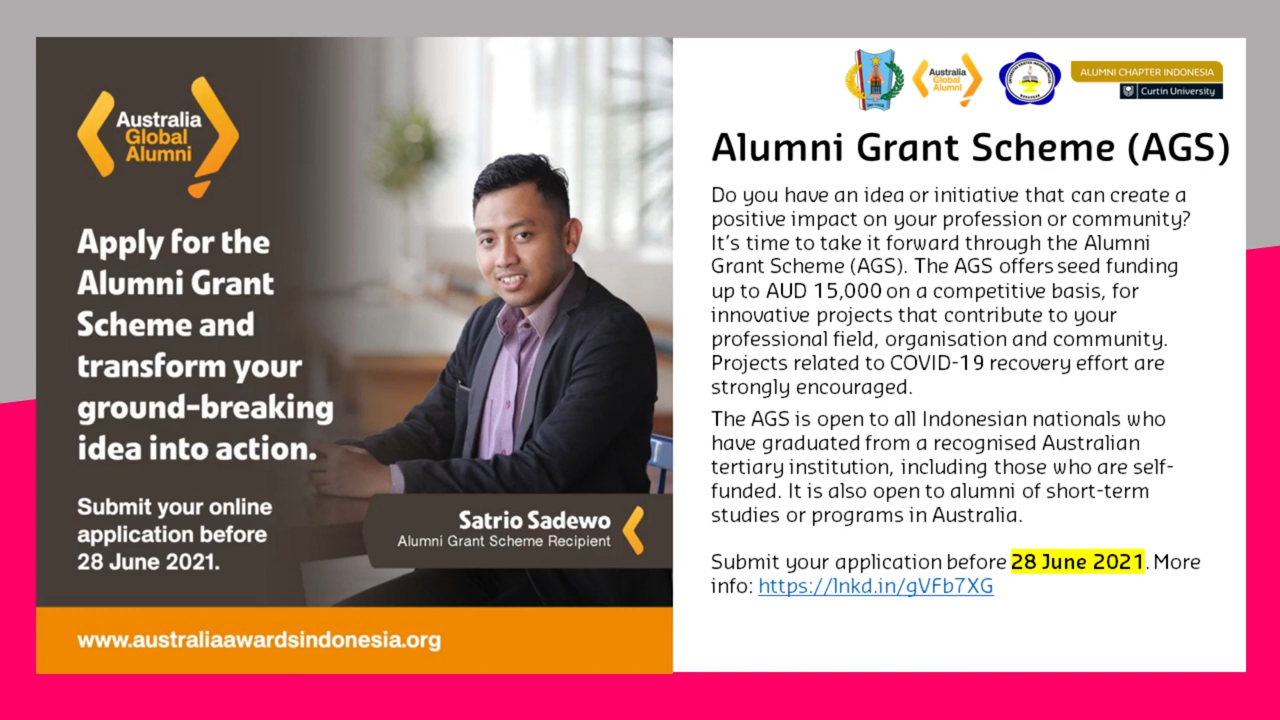 Australia
Global
Alumni
Apply for the
Alumni Grant
Scheme and
transform your
ground-breaking
idea into action.
Submit your online
application before
28 June 2021.
Satrio Sadewo
Alumni Grant Scheme Recipient
www.australiaawardsindonesia.org
Australia
Global
Alumni
ALUMNI CHAPTER INDONESIA
Curtin University
Alumni Grant Scheme (AGS)
Do you have an idea or initiative that can create a
positive impact on your profession or community?
It's time to take it forward through the Alumni
Grant Scheme (AGS). The AGS offers seed funding
up to AUD 15,000 on a competitive basis, for
innovative projects that contribute to your
professional field, organisation and community.
Projects related to COVID-19 recovery effort are
strongly encouraged.
The AGS is open to all Indonesian nationals who
have graduated from a recognised Australian
tertiary institution, including those who are self-
funded. It is also open to alumni of short-term
studies or programs in Australia.
Submit your application before 28 June 2021. More
info: https://lnkd.in/gVFb7XG